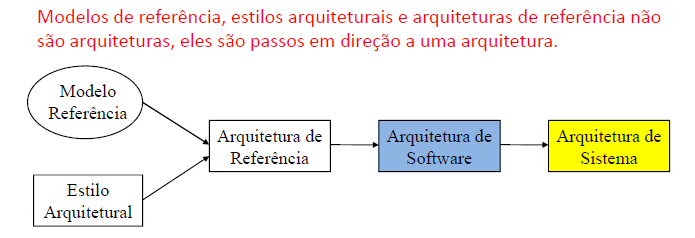 Modelos de referência, estilos arquiteturais e arquiteturas de referência não
são arquiteturas, eles são passos em direção a uma arquitetura.
Modelo
Referência
Arquitetura de
Referência
Arquitetura de
Software
Arquitetura de
Sistema
Estilo
Arquitetural